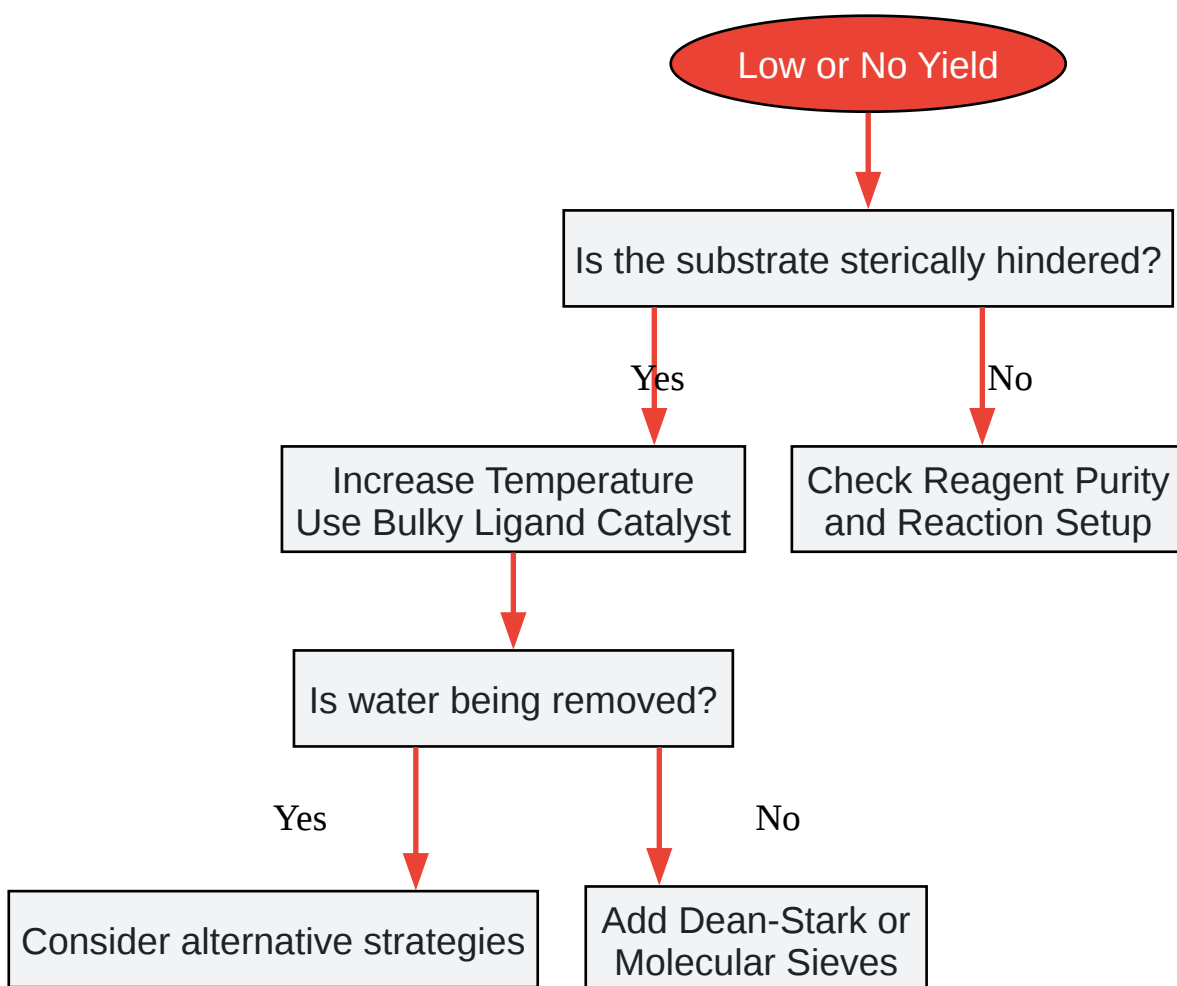 Low or No Yield
Is the substrate sterically hindered?
Yes
No
Increase Temperature
Use Bulky Ligand Catalyst
Check Reagent Purity
and Reaction Setup
Is water being removed?
Yes
No
Consider alternative strategies
Add Dean-Stark or
Molecular Sieves